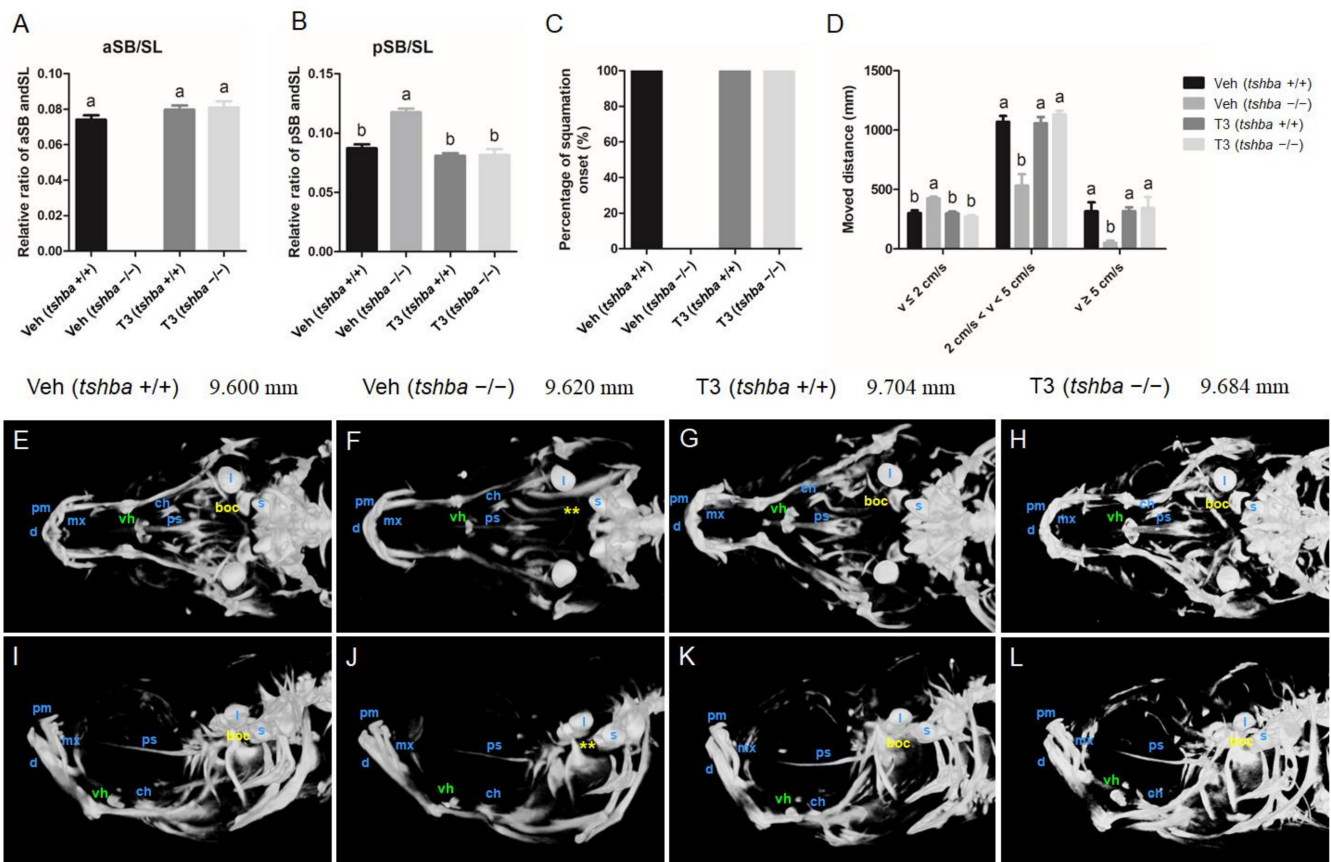 A
aSB/SL
Relative ratio of aSB andSL
0.10
0.08
0.06
0.04
0.02
0.00
a
a
a
Veh (tshba +/+)
Veh (tshba −/−)
T3 (tshba +/+)
T3 (tshba −/−)
B
pSB/SL
Relative ratio of pSB andSL
0.15
0.10
0.05
0.00
b
a
b
b
Veh (tshba +/+)
Veh (tshba −/−)
T3 (tshba +/+)
T3 (tshba −/−)
C
Percentage of squamation
onset (%)
100
80
60
40
20
0
Veh (tshba +/+)
Veh (tshba −/−)
T3 (tshba +/+)
T3 (tshba −/−)
D
Moved distance (mm)
1500
1000
500
0
b
a
b
b
a
b
a
a
a
b
a
a
v ≤ 2 cm/s
2 cm/s < v < 5 cm/s
v ≥ 5 cm/s
Veh (tshba +/+)
Veh (tshba −/−)
T3 (tshba +/+)
T3 (tshba −/−)
Veh (tshba +/+) 9.600 mm
Veh (tshba −/−) 9.620 mm
T3 (tshba +/+) 9.704 mm
T3 (tshba −/−) 9.684 mm
E
pm
d
mx
vh
ch
ps
boc
l
s
F
pm
d
mx
vh
ch
ps
**
l
s
G
pm
d
mx
vh
ch
ps
boc
l
s
H
pm
d
mx
vh
ch
ps
boc
l
s
I
pm
d
mx
vh
ch
ps
boc
l
s
J
pm
d
mx
vh
ch
ps
**
l
s
K
pm
d
mx
vh
ch
ps
boc
l
s
L
pm
d
mx
vh
ch
ps
boc
l
s